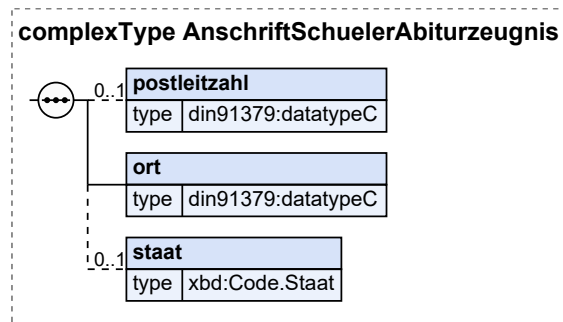 complexType AnschriftSchuelerAbiturzeugnis
0..1 postleitzahl
type din91379:datatypeC
ort
type din91379:datatypeC
0..1 staat
type xbd:Code.Staat